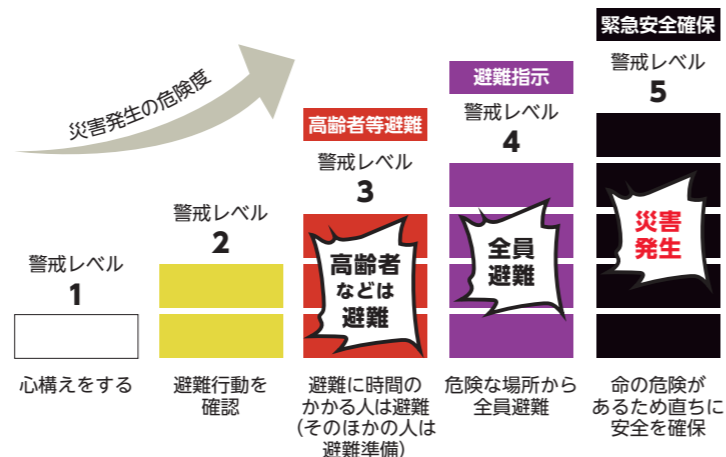 災害発生の危険度
警戒レベル
1
心構えをする
警戒レベル
2
避難行動を
確認
高齢者等避難
警戒レベル
3
高齢者
などは
避難
避難に時間の
かかる人は避難
(そのほかの人は
避難準備)
避難指示
警戒レベル
4
全員
避難
危険な場所から
全員避難
緊急安全確保
警戒レベル
5
災害
発生
命の危険が
あるため直ちに
安全を確保